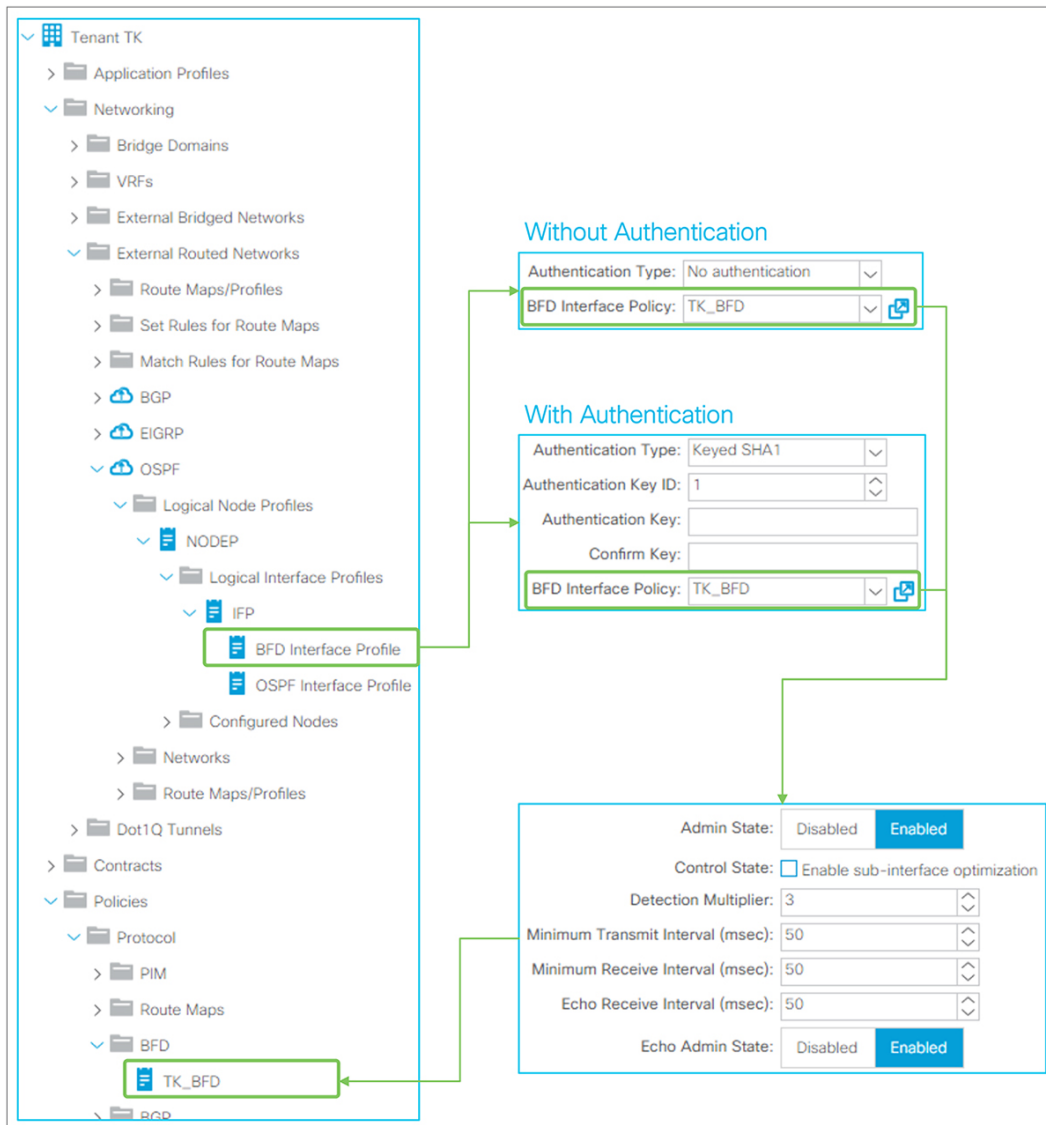 Tenant TK
Application Profiles
Networking
Bridge Domains
VRFs
External Bridged Networks
External Routed Networks
Route Maps/Profiles
Set Rules for Route Maps
Match Rules for Route Maps
BGP
EIGRP
OSPF
Logical Node Profiles
NODEP
Logical Interface Profiles
IFP
BFD Interface Profile
OSPF Interface Profile
Configured Nodes
Networks
Route Maps/Profiles
Dot1Q Tunnels
Contracts
Policies
Protocol
PIM
Route Maps
BFD
TK_BFD
BGP
Without Authentication
Authentication Type: No authentication
BFD Interface Policy: TK_BFD
With Authentication
Authentication Type: Keyed SHA1
Authentication Key ID: 1
Authentication Key:
Confirm Key:
BFD Interface Policy: TK_BFD
Admin State: Disabled Enabled
Control State: Enable sub-interface optimization
Detection Multiplier: 3
Minimum Transmit Interval (msec): 50
Minimum Receive Interval (msec): 50
Echo Receive Interval (msec): 50
Echo Admin State: Disabled Enabled